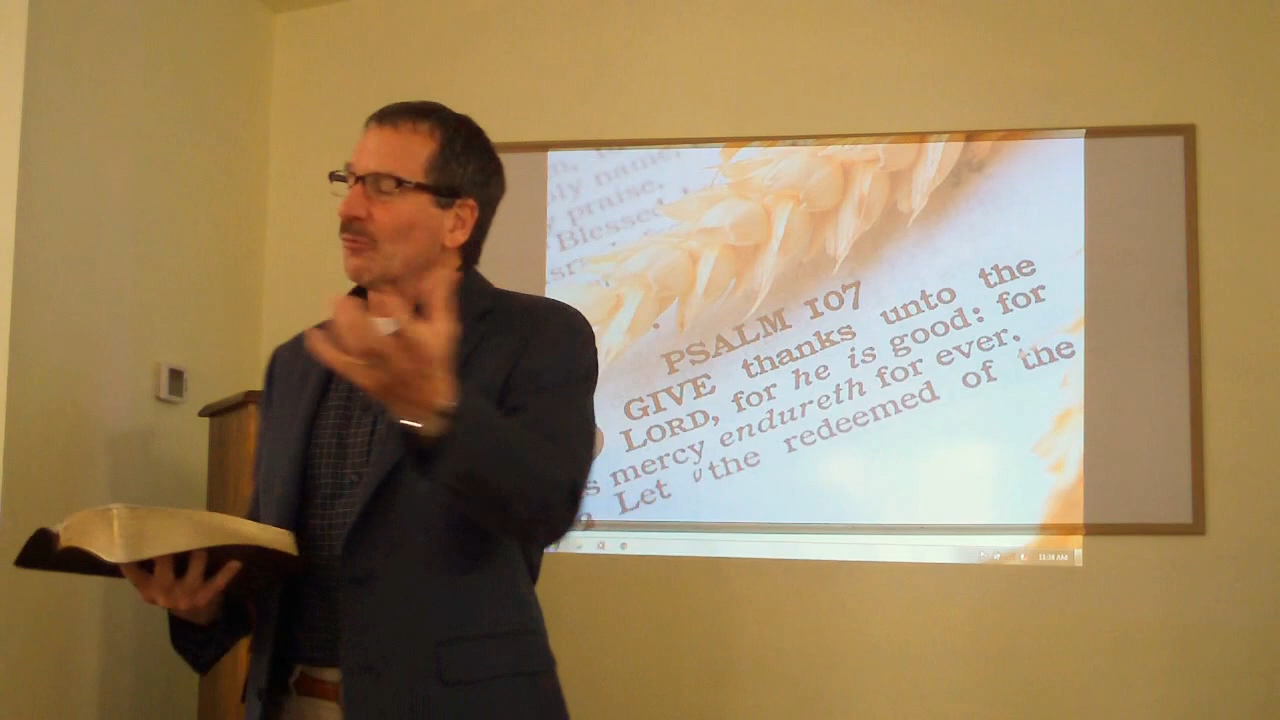 ly name,
praise.
Blessed
PSALM 107
GIVE thanks unto the
LORD, for he is good: for
mercy endureth for ever.
Let the redeemed of the